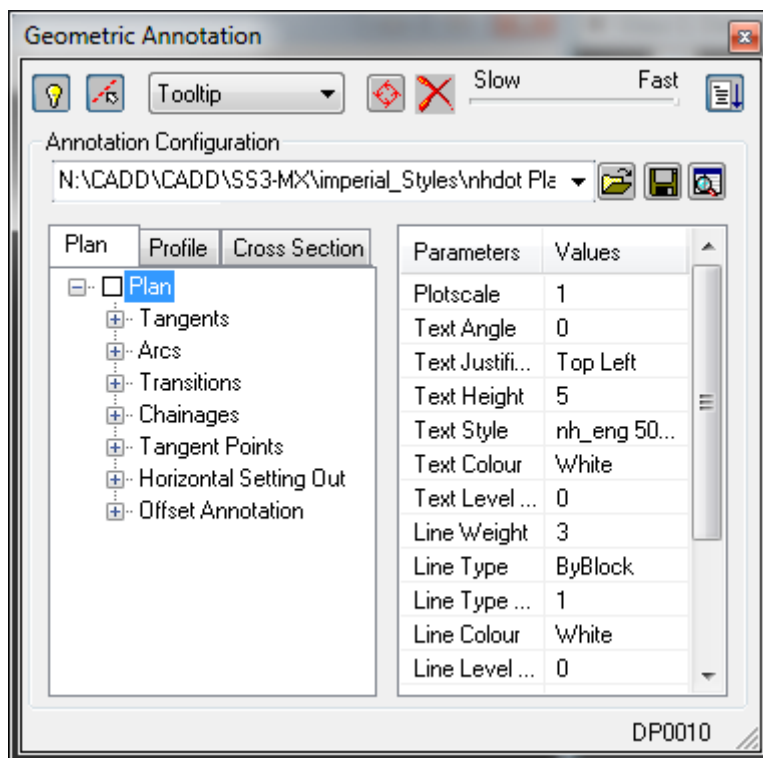 Geometric Annotation
Tooltip Slow Fast
Annotation Configuration
N:\CADD\CADD\SS3-MX\imperial_Styles\nhdot Pla
Plan Profile Cross Section
Plan
Tangents
Arcs
Transitions
Chainages
Tangent Points
Horizontal Setting Out
Offset Annotation
Parameters Values
Plotscale 1
Text Angle 0
Text Justifi... Top Left
Text Height 5
Text Style nh_eng 50...
Text Colour White
Text Level ... 0
Line Weight 3
Line Type ByBlock
Line Type ... 1
Line Colour White
Line Level ... 0
DP0010